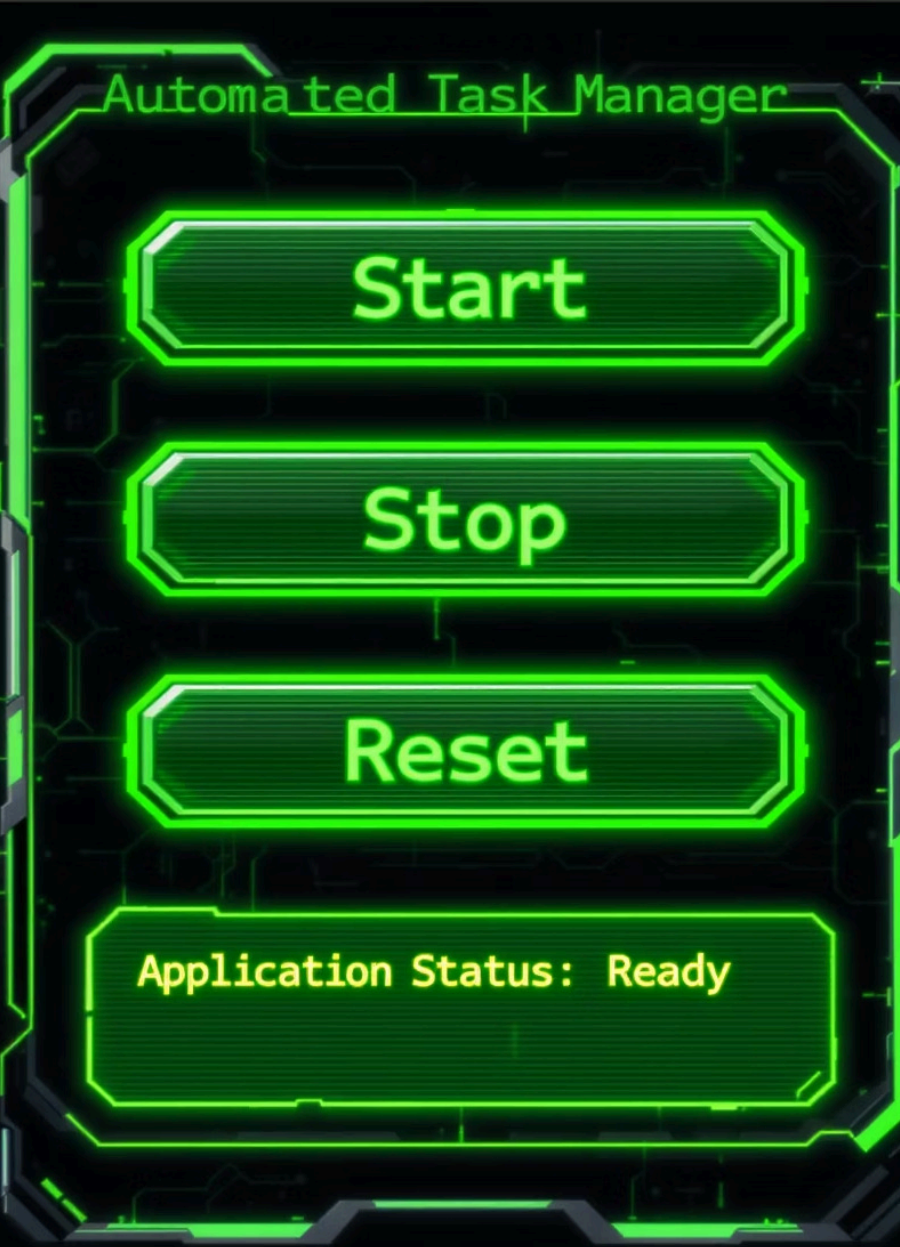 Automated Task Manager
Start
Stop
Reset
Application Status: Ready